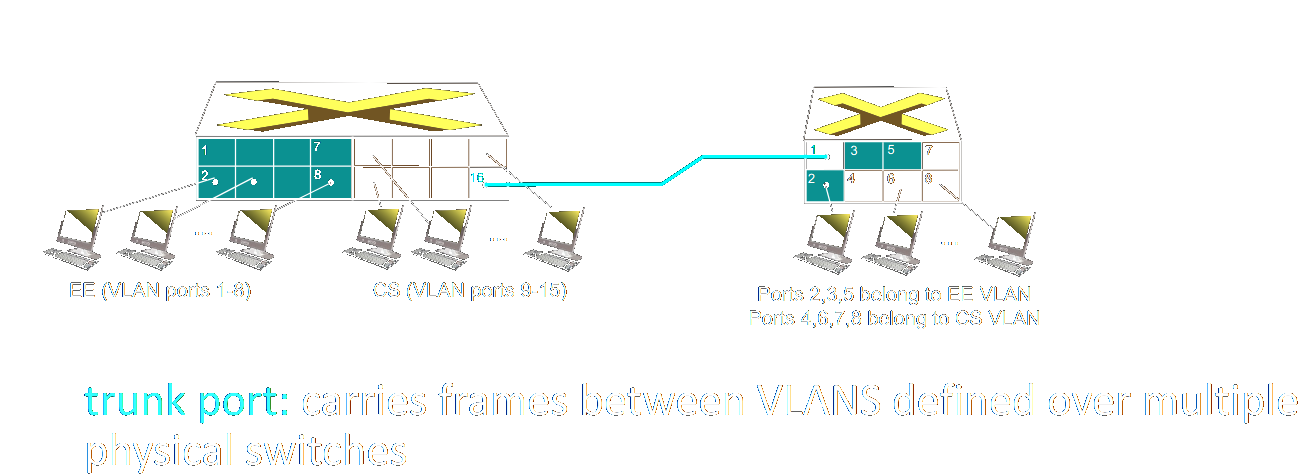 1 7
2 8 16
1 3 5 7
2 4 6 8
..... ..... .....
EE (VLAN ports 1-8) CS (VLAN ports 9-15)
Ports 2,3,5 belong to EE VLAN
Ports 4,6,7,8 belong to CS VLAN
trunk port: carries frames between VLANS defined over multiple
physical switches